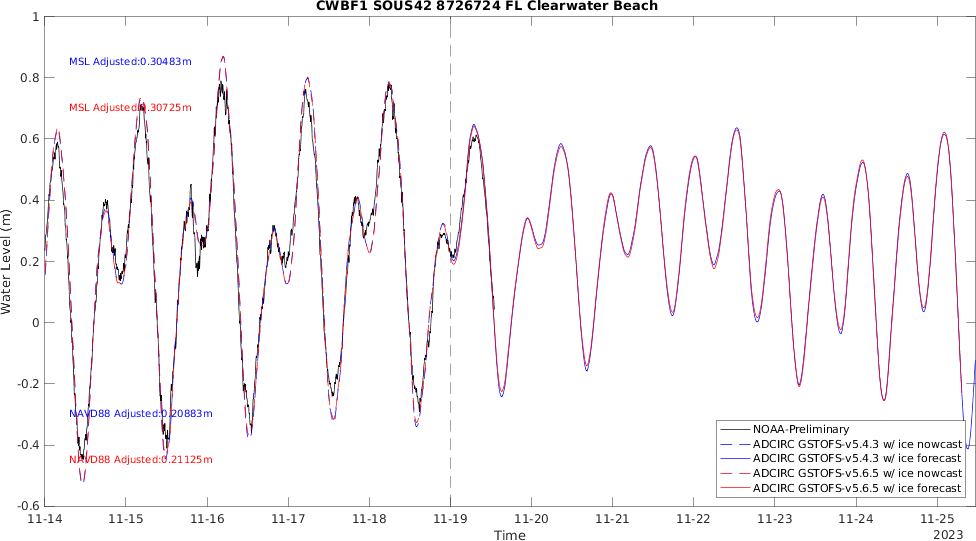 CWBF1 SOUS42 8726724 FL Clearwater Beach
1
0.8
0.6
0.4
0.2
0
-0.2
-0.4
-0.6
Water Level (m)
MSL Adjusted:0.30483m
MSL Adjusted:0.30725m
NAVD88 Adjusted:0.20883m
NAVD88 Adjusted:0.21125m
NOAA-Preliminary
ADCIRC GSTOFS-v5.4.3 w/ ice nowcast
ADCIRC GSTOFS-v5.4.3 w/ ice forecast
ADCIRC GSTOFS-v5.6.5 w/ ice nowcast
ADCIRC GSTOFS-v5.6.5 w/ ice forecast
11-14 11-15 11-16 11-17 11-18 11-19 11-20 11-21 11-22 11-23 11-24 11-25
Time
2023